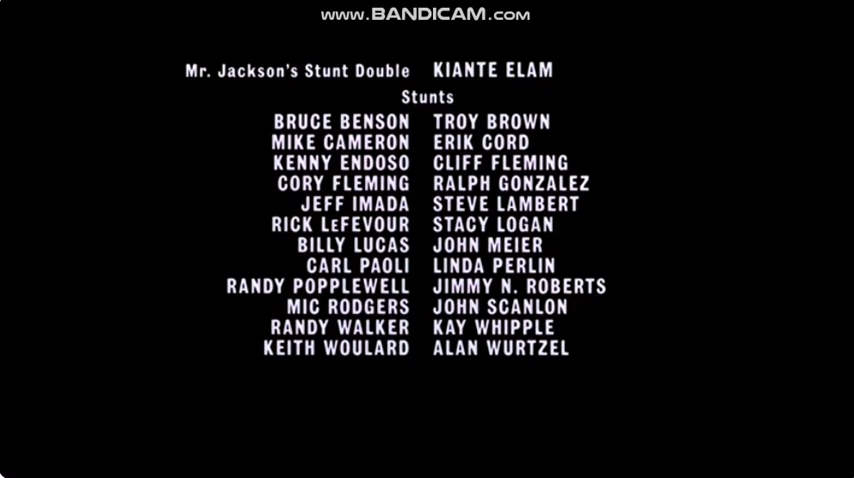 www.BANDICAM.com
Mr. Jackson's Stunt Double KIANTE ELAM
Stunts
BRUCE BENSON TROY BROWN
MIKE CAMERON ERIK CORD
KENNY ENDOSO CLIFF FLEMING
CORY FLEMING RALPH GONZALEZ
JEFF IMADA STEVE LAMBERT
RICK LeFEVOUR STACY LOGAN
BILLY LUCAS JOHN MEIER
CARL PAOLI LINDA PERLIN
RANDY POPPLEWELL JIMMY N. ROBERTS
MIC RODGERS JOHN SCANLON
RANDY WALKER KAY WHIPPLE
KEITH WOULARD ALAN WURTZEL